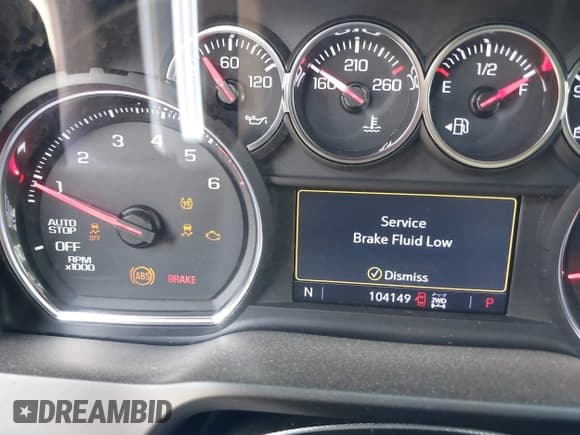 60
120
210
160
260
1/2
E
F
1
2
3
4
5
6
AUTO
STOP
OFF
RPM
x1000
OFF
ABS
BRAKE
Service
Brake Fluid Low
Dismiss
N
104149
2WD
P
DREAMBID